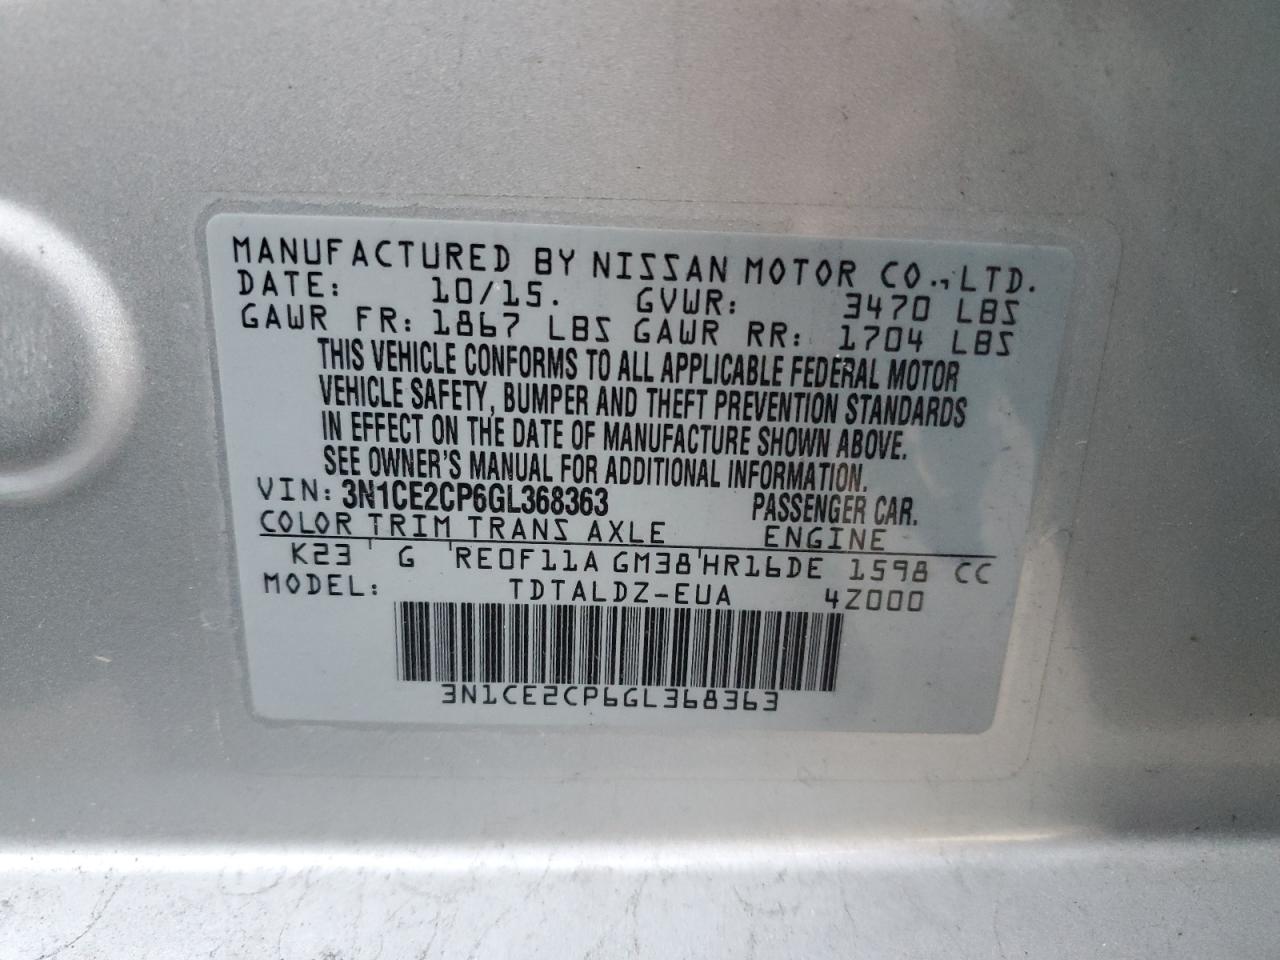 MANUFACTURED BY NISSAN MOTOR CO.,LTD.
DATE: 10/15. GVWR: 3470 LBS
GAWR FR: 1867 LBS GAWR RR: 1704 LBS
THIS VEHICLE CONFORMS TO ALL APPLICABLE FEDERAL MOTOR
VEHICLE SAFETY, BUMPER AND THEFT PREVENTION STANDARDS
IN EFFECT ON THE DATE OF MANUFACTURE SHOWN ABOVE.
SEE OWNER'S MANUAL FOR ADDITIONAL INFORMATION.
VIN: 3N1CE2CP6GL368363 PASSENGER CAR.
COLOR TRIM TRANS AXLE ENGINE
K23 G RE0F11A GM38 HR16DE 1598 CC
MODEL: TDTALDZ-EUA 4Z000
3N1CE2CP6GL368363